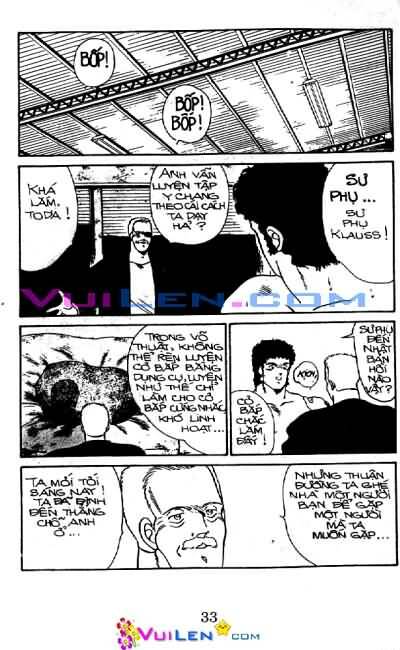 BỐP!
BỐP!
BỐP!
KHÁ
LẮM,
TODA!
ANH VẪN
LUYỆN TẬP
Y CHANG
THEO CÁI CÁCH
TA DẠY
HẢ?
SƯ
PHỤ...
SƯ
PHỤ
KLAUSS!
VUILEN.COM
TRONG VÕ
THUẬT, KHÔNG
THỂ RÈN LUYỆN
CƠ BẮP BẰNG
DỤNG CỤ, LUYỆN
NHƯ THẾ CHỈ
LÀM CHO CƠ
BẮP CỨNG NHẮC
KHÓ LINH
HOẠT...
CƠ
BẮP
CHẮC
LẮM
ĐẤY!
SƯ PHỤ
ĐẾN
NHẬT
BẢN
HỒI
NÀO
VẬY?
TA MỚI TỚI
SÁNG NAY!
TA ĐÃ ĐỊNH
ĐẾN THẲNG
CHỖ ANH
Ở...
NHƯNG THUẬN
ĐƯỜNG TA GHÉ
NHÀ MỘT NGƯỜI
BẠN ĐỂ GẶP
MỘT NGƯỜI
MÀ TA
MUỐN GẶP...
33
VUILEN.COM